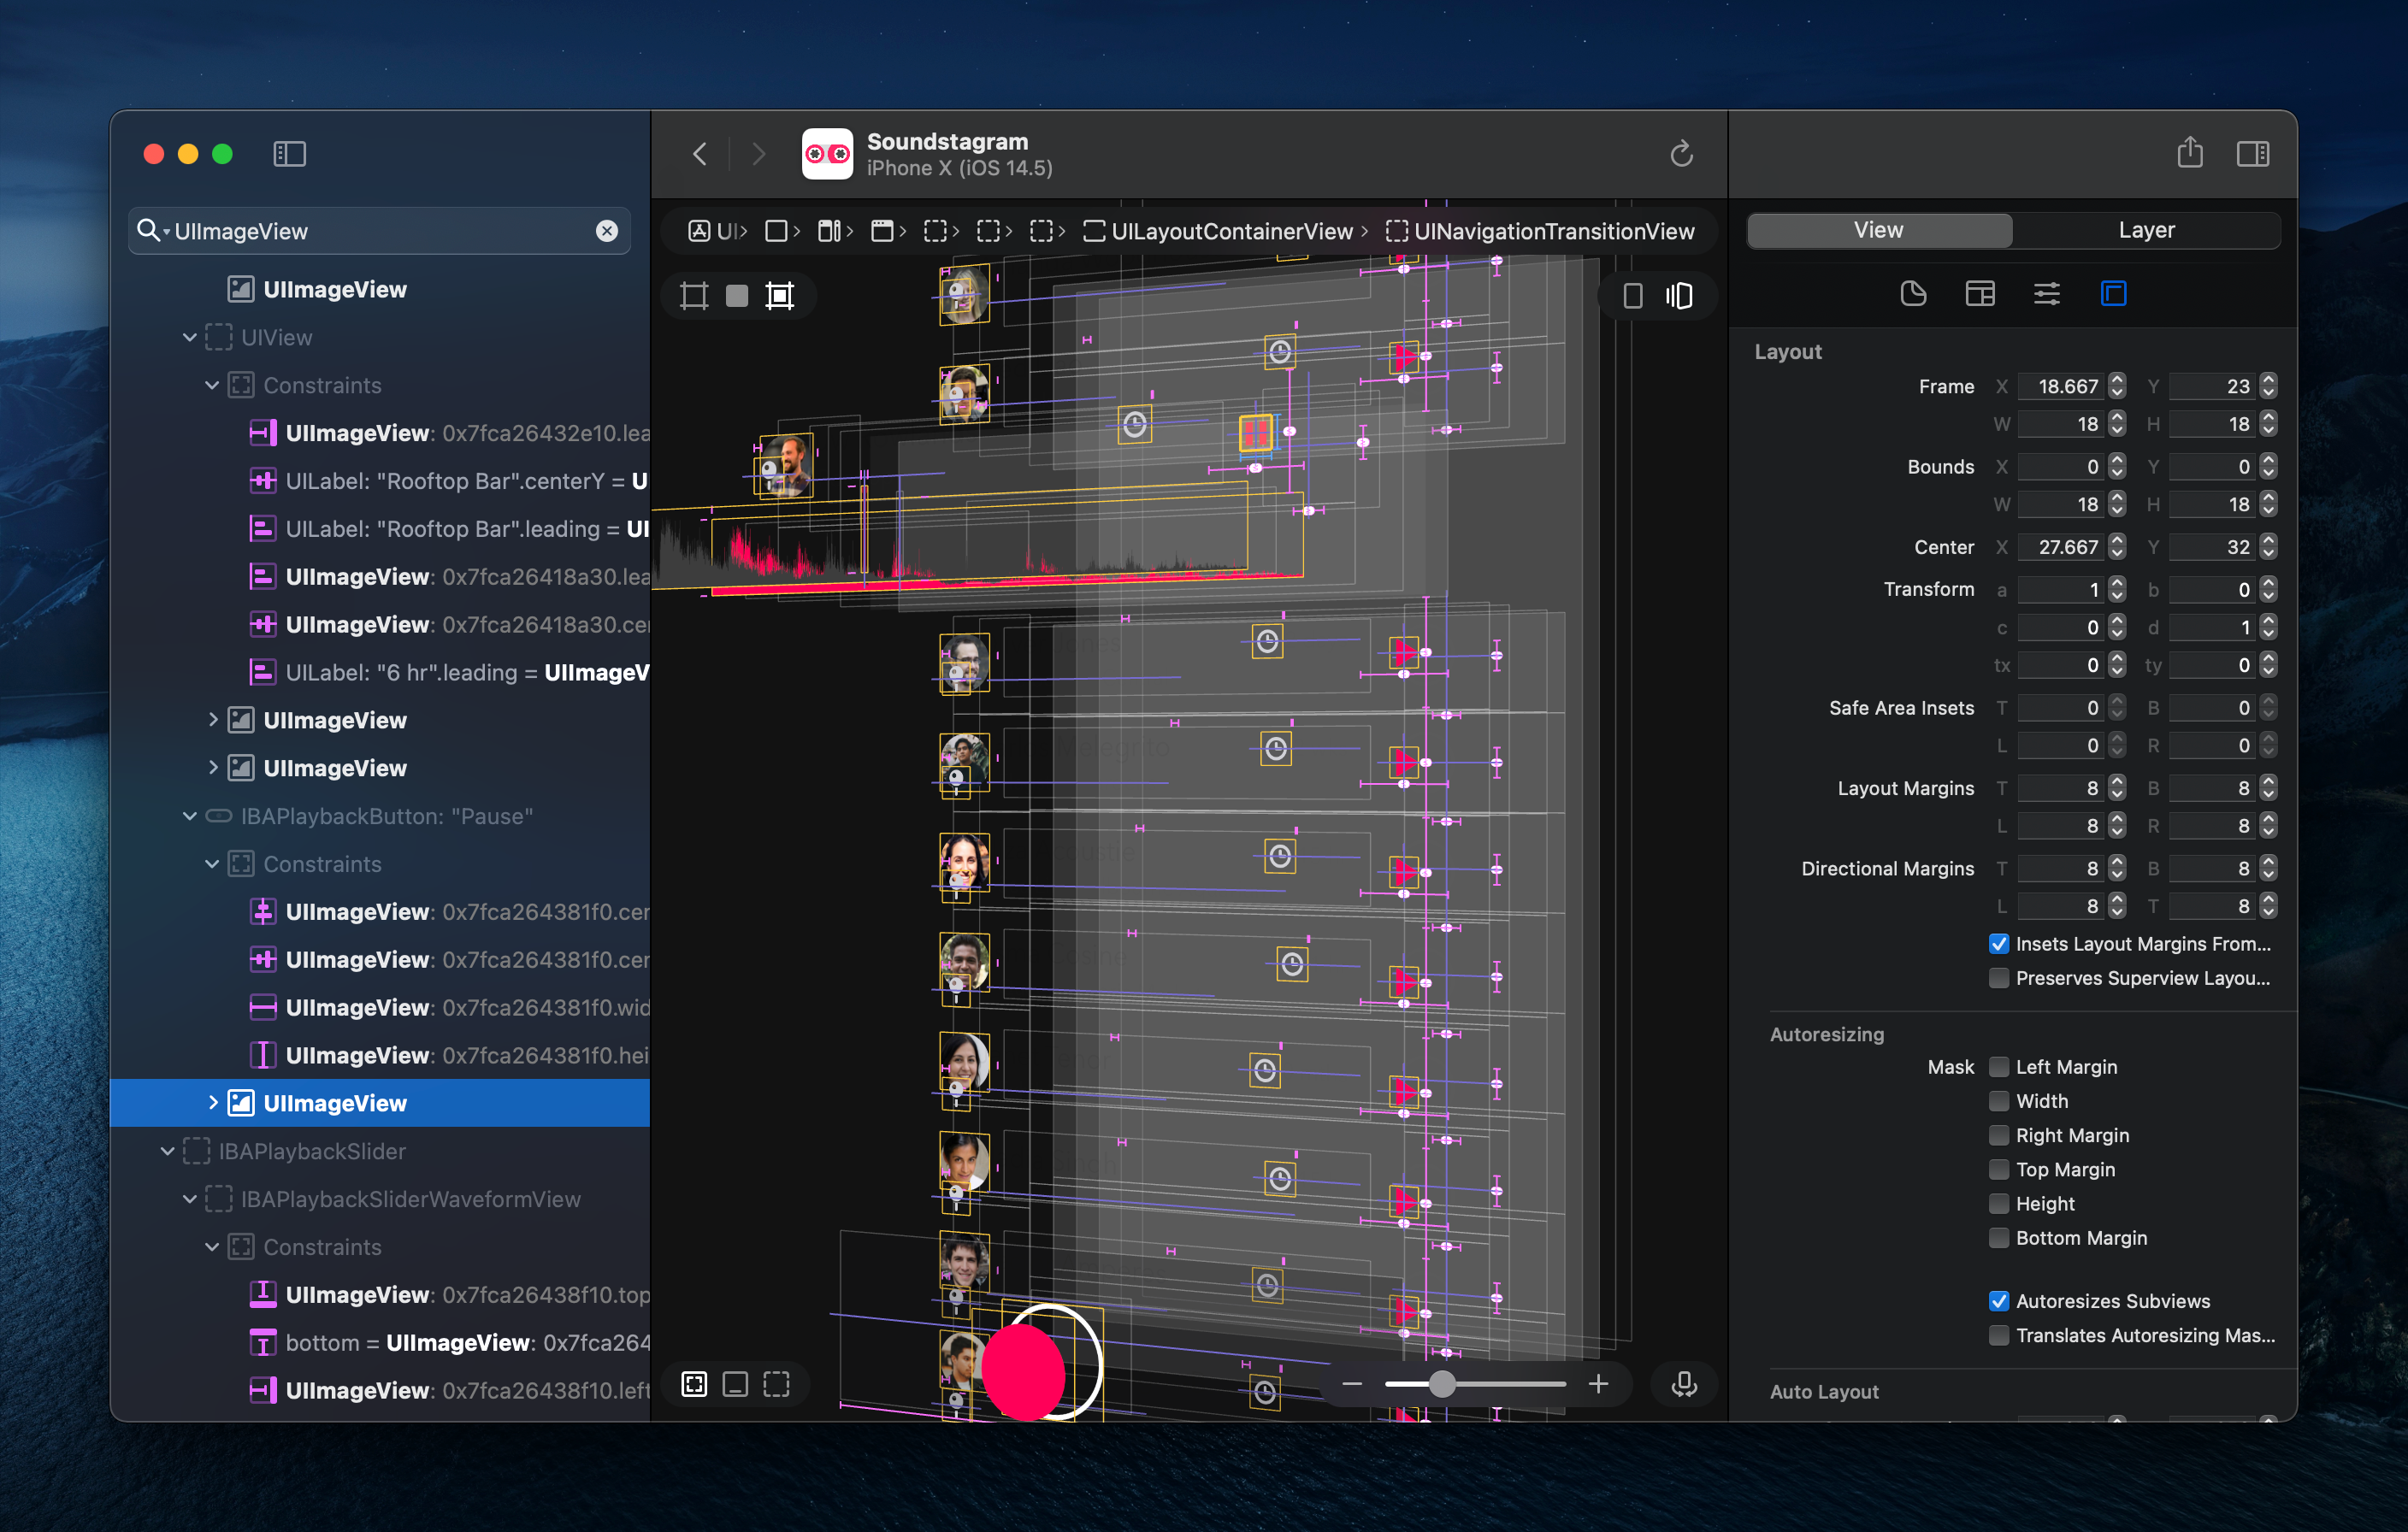 UIImageView
UIImageView
UIView
Constraints
UIImageView: 0x7fca26432e10.lea
UILabel: "Rooftop Bar".centerY = U
UILabel: "Rooftop Bar".leading = UI
UIImageView: 0x7fca26418a30.lea
UIImageView: 0x7fca26418a30.cer
UILabel: "6 hr".leading = UIImageV
UIImageView
UIImageView
IBAPlaybackButton: "Pause"
Constraints
UIImageView: 0x7fca264381f0.cer
UIImageView: 0x7fca264381f0.cer
UIImageView: 0x7fca264381f0.wid
UIImageView: 0x7fca264381f0.hei
UIImageView
IBAPlaybackSlider
IBAPlaybackSliderWaveformView
Constraints
UIImageView: 0x7fca26438f10.top
bottom = UIImageView: 0x7fca264
UIImageView: 0x7fca26438f10.left
Soundstagram
iPhone X (iOS 14.5)
UI UILayoutContainerView UINavigationTransitionView
View Layer
Layout
Frame X 18.667 Y 23
W 18 H 18
Bounds X 0 Y 0
W 18 H 18
Center X 27.667 Y 32
Transform a 1 b 0
c 0 d 1
tx 0 ty 0
Safe Area Insets T 0 B 0
L 0 R 0
Layout Margins T 8 B 8
L 8 R 8
Directional Margins T 8 B 8
L 8 T 8
Insets Layout Margins From...
Preserves Superview Layou...
Autoresizing
Mask Left Margin
Width
Right Margin
Top Margin
Height
Bottom Margin
Autoresizes Subviews
Translates Autoresizing Mas...
Auto Layout